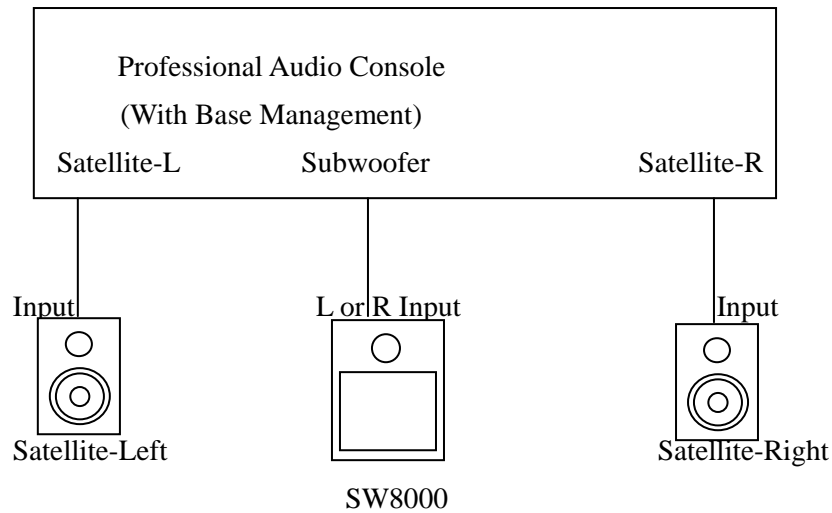 Professional Audio Console
(With Base Management)
Satellite-L Subwoofer Satellite-R
Input L or R Input Input
Satellite-Left Satellite-Right
SW8000